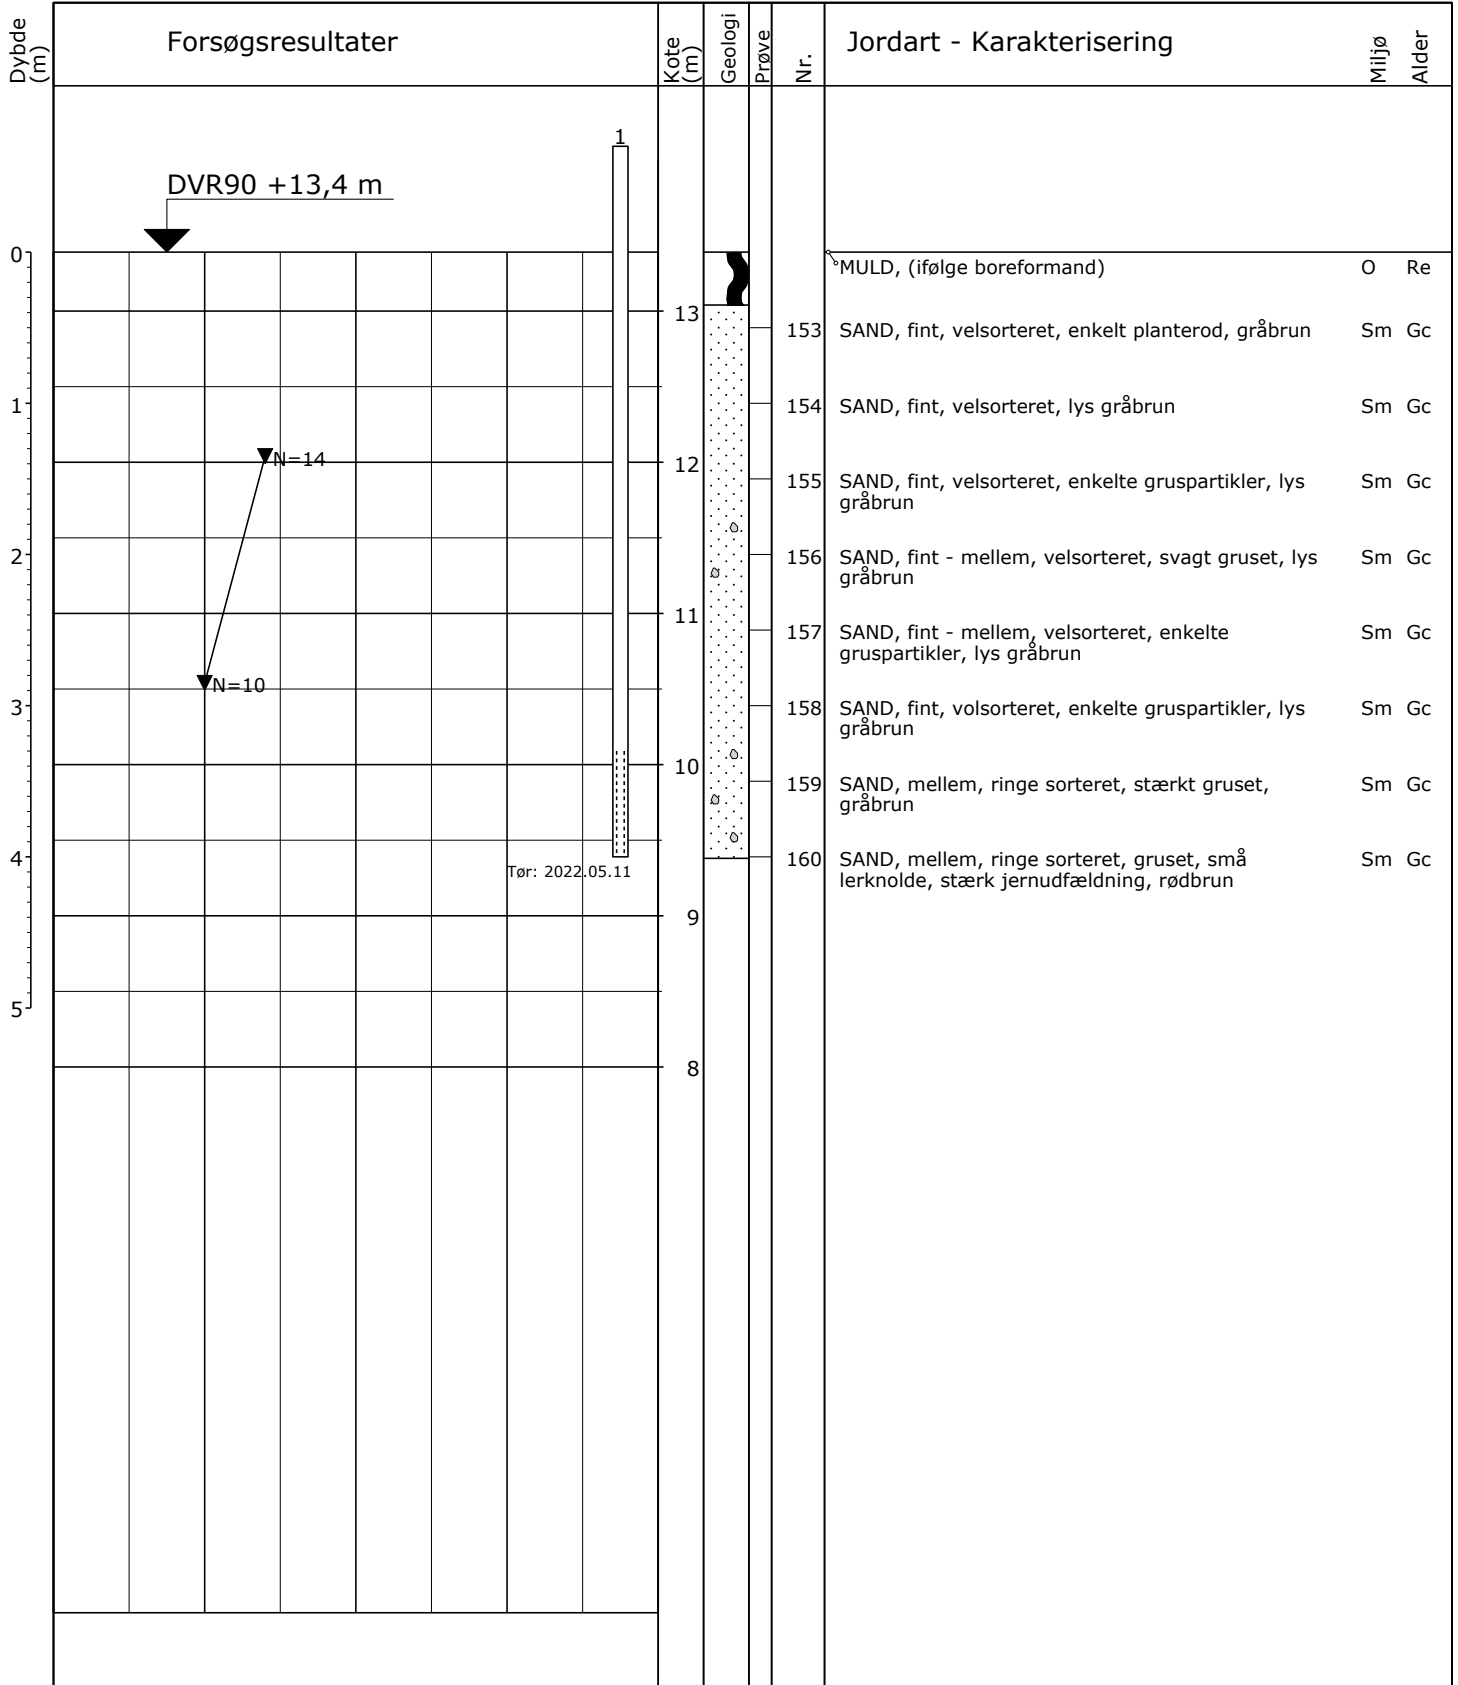 Dybde
(m)
Forsøgsresultater
Kote
(m)
Geologi
Prøve
Nr.
Jordart - Karakterisering
Miljø
Alder
1
DVR90 +13,4 m
0
MULD, (ifølge boreformand) O Re
13
153 SAND, fint, velsorteret, enkelt planterod, gråbrun Sm Gc
1
154 SAND, fint, velsorteret, lys gråbrun Sm Gc
N=14
12
155 SAND, fint, velsorteret, enkelte gruspartikler, lys Sm Gc
gråbrun
2
156 SAND, fint - mellem, velsorteret, svagt gruset, lys Sm Gc
gråbrun
11
157 SAND, fint - mellem, velsorteret, enkelte Sm Gc
gruspartikler, lys gråbrun
N=10
3
158 SAND, fint, volsorteret, enkelte gruspartikler, lys Sm Gc
gråbrun
10
159 SAND, mellem, ringe sorteret, stærkt gruset, Sm Gc
gråbrun
4
160 SAND, mellem, ringe sorteret, gruset, små Sm Gc
lerknolde, stærk jernudfældning, rødbrun
Tør: 2022.05.11
9
5
8